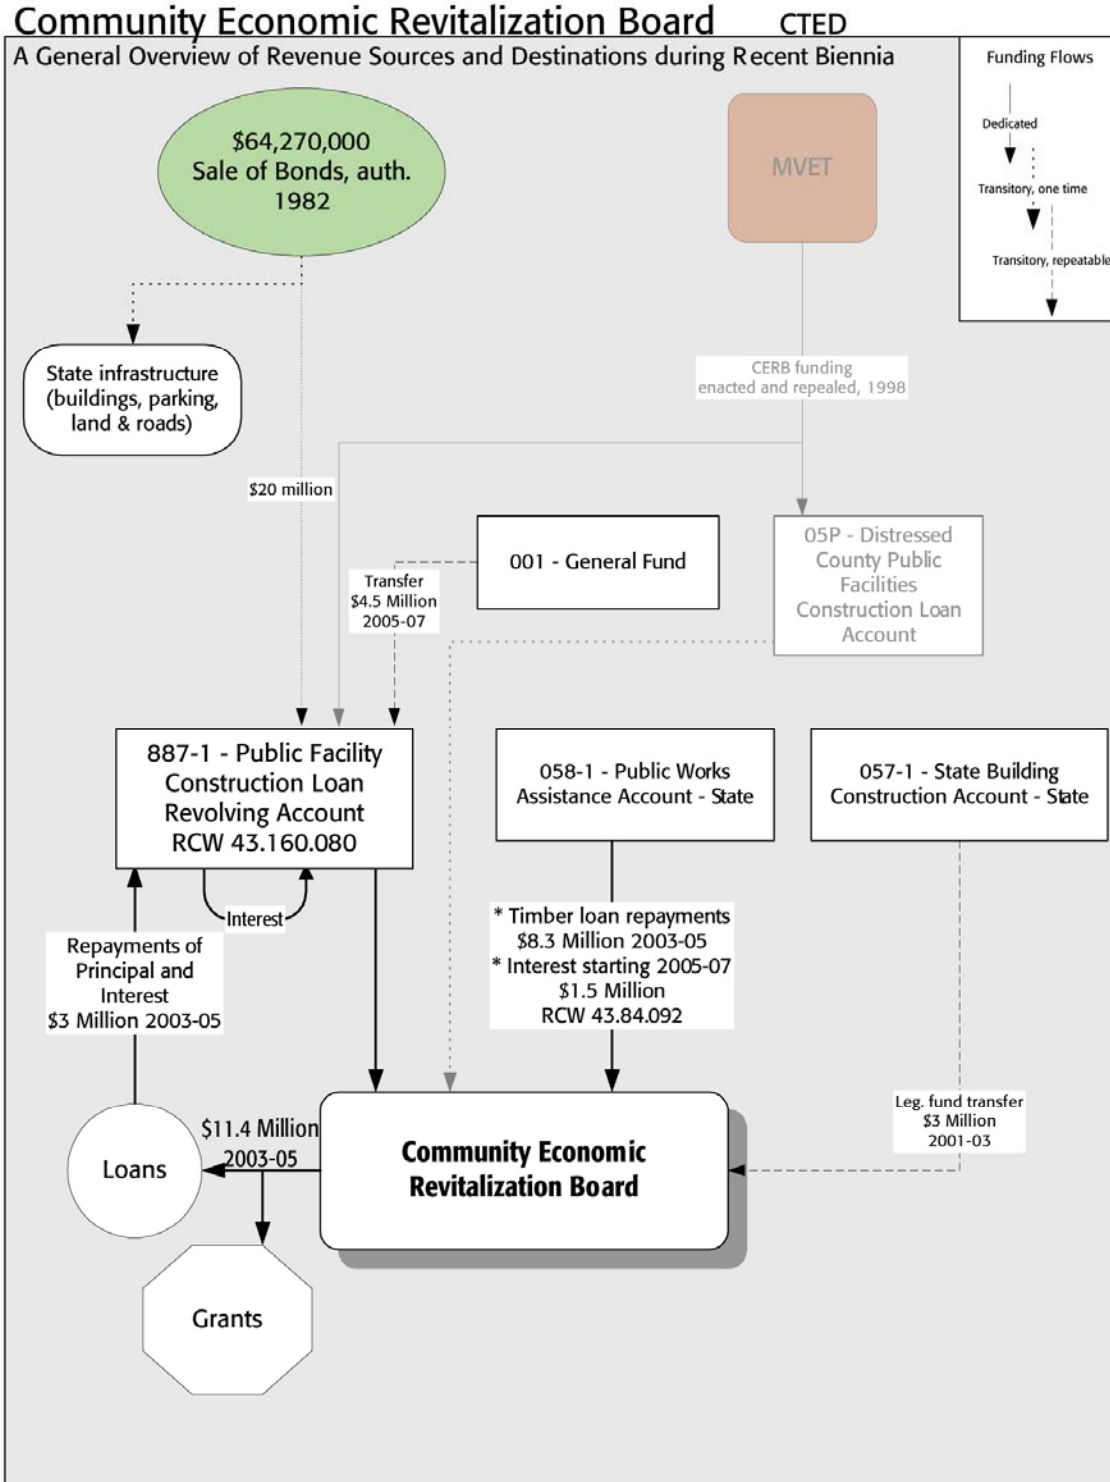 Community Economic Revitalization Board CTED
A General Overview of Revenue Sources and Destinations during Recent Biennia
Funding Flows
Dedicated
Transitory, one time
Transitory, repeatable
$64,270,000
Sale of Bonds, auth.
1982
MVET
State infrastructure
(buildings, parking,
land & roads)
CERB funding
enacted and repealed, 1998
$20 million
001 - General Fund
05P - Distressed
County Public
Facilities
Construction Loan
Account
Transfer
$4.5 Million
2005-07
887-1 - Public Facility
Construction Loan
Revolving Account
RCW 43.160.080
058-1 - Public Works
Assistance Account - State
057-1 - State Building
Construction Account - State
Interest
* Timber loan repayments
$8.3 Million 2003-05
* Interest starting 2005-07
$1.5 Million
RCW 43.84.092
Repayments of
Principal and
Interest
$3 Million 2003-05
Leg. fund transfer
$3 Million
2001-03
$11.4 Million
2003-05
Loans
Community Economic
Revitalization Board
Grants